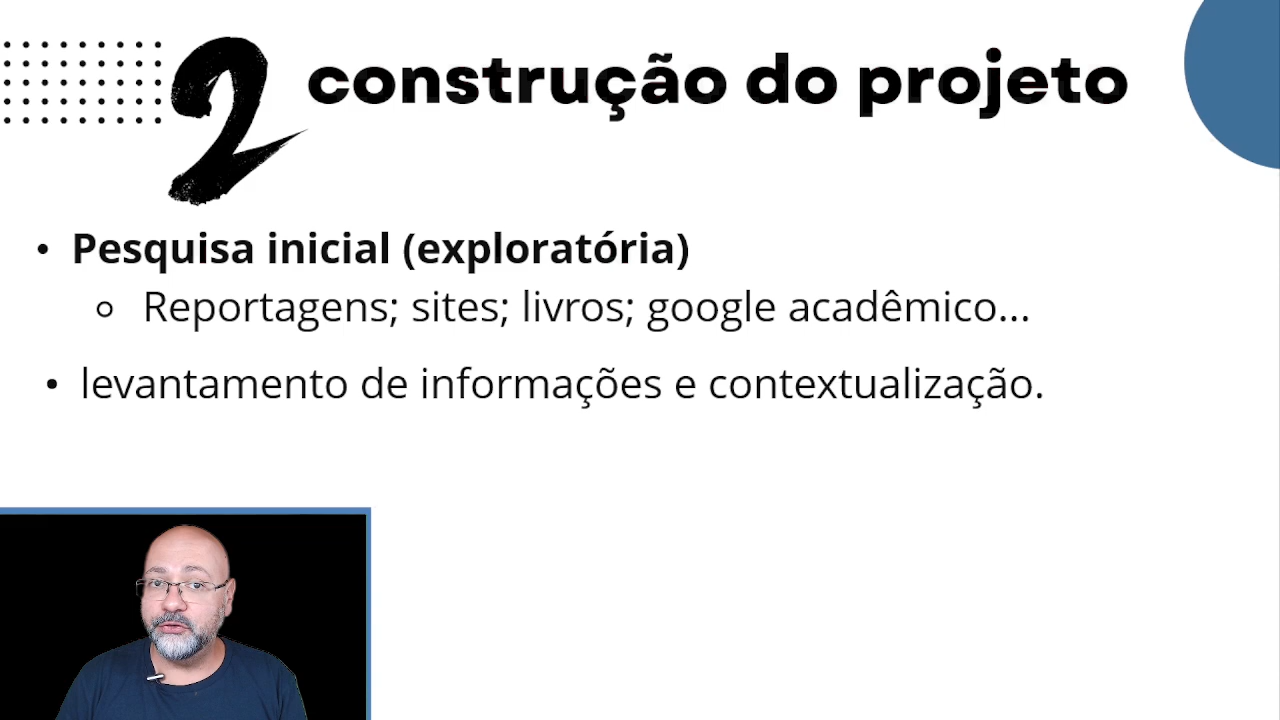 2 construção do projeto
• Pesquisa inicial (exploratória)
○ Reportagens; sites; livros; google acadêmico...
• levantamento de informações e contextualização.